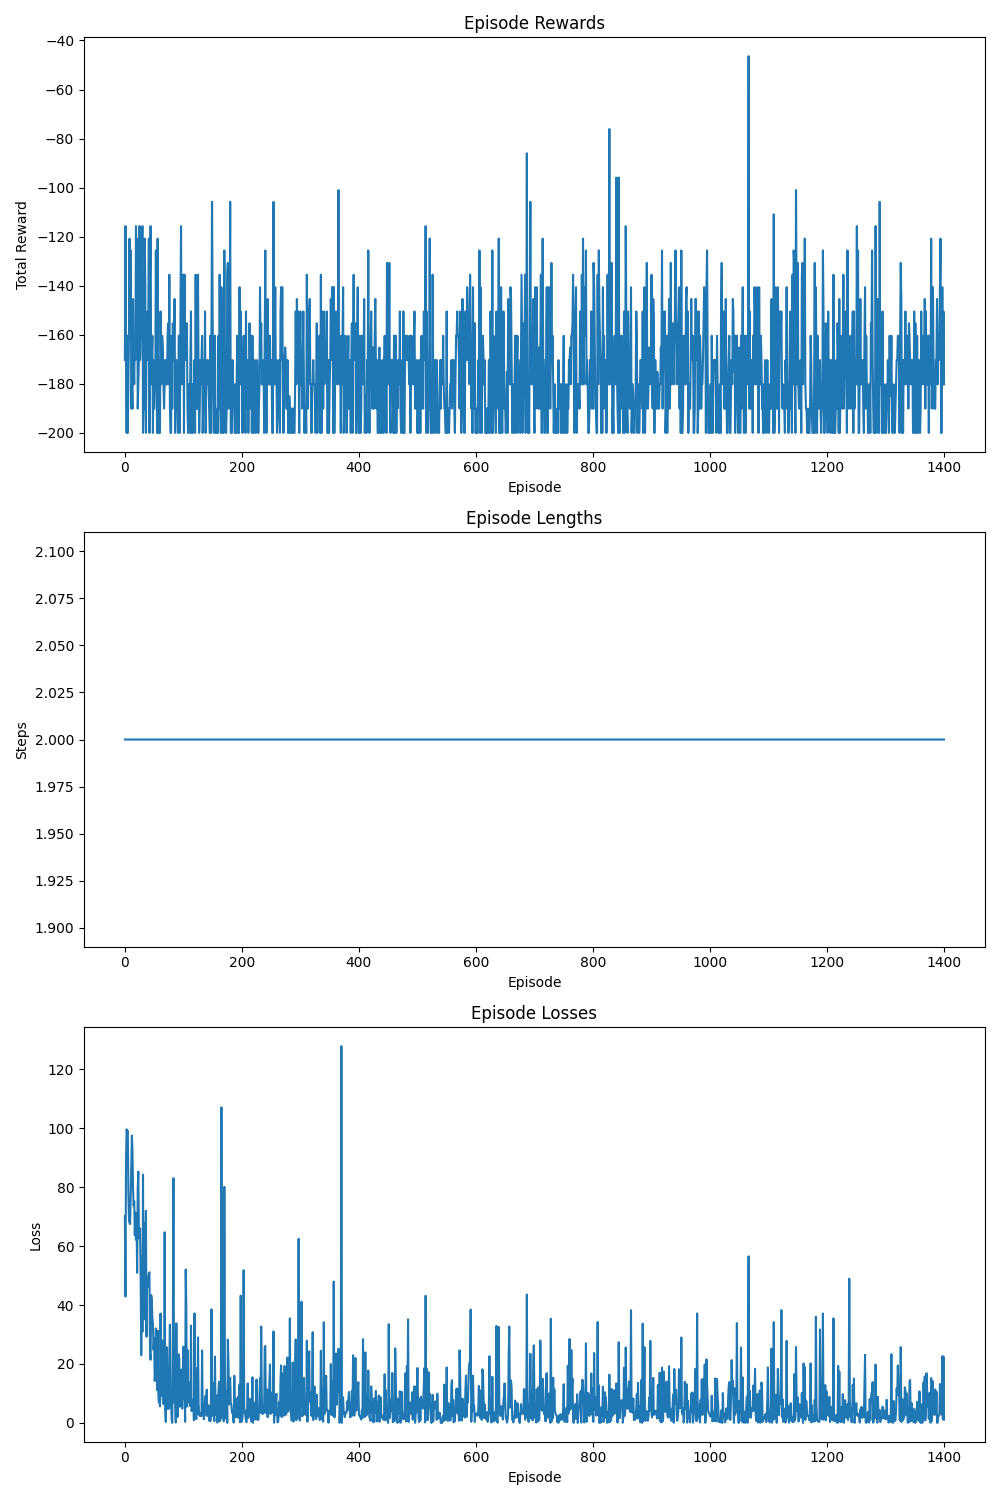 Episode Rewards
−40
−60
−80
−100
−120
−140
−160
−180
−200
Total Reward
0 200 400 600 800 1000 1200 1400
Episode
Episode Lengths
2.100
2.075
2.050
2.025
2.000
1.975
1.950
1.925
1.900
Steps
0 200 400 600 800 1000 1200 1400
Episode
Episode Losses
120
100
80
60
40
20
0
Loss
0 200 400 600 800 1000 1200 1400
Episode